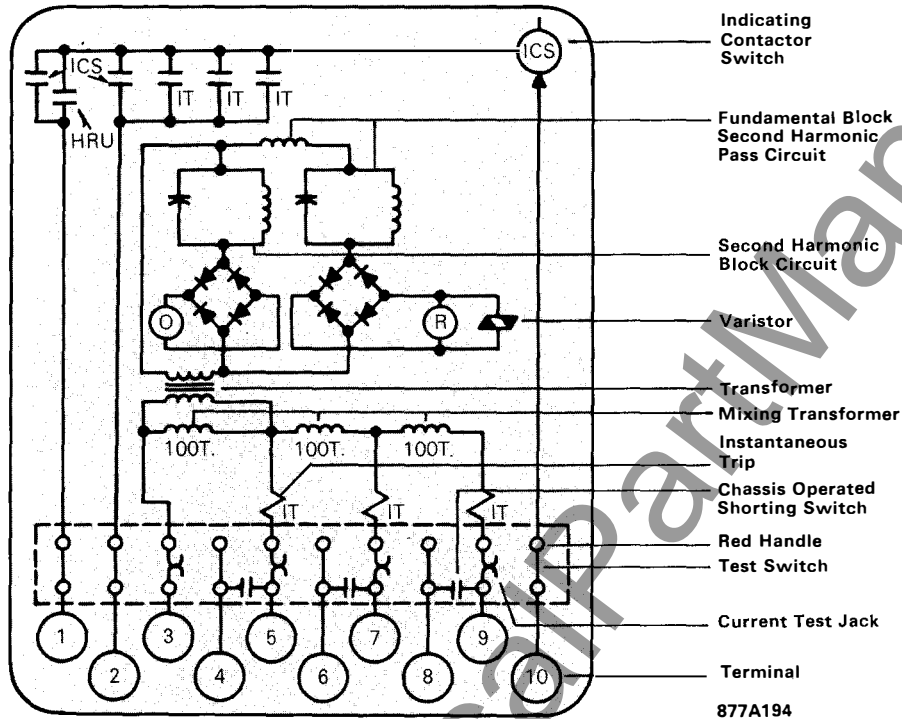 Indicating
Contactor
Switch
ICS
ICS
IT IT IT
HRU
Fundamental Block
Second Harmonic
Pass Circuit
Second Harmonic
Block Circuit
O
R
Varistor
Transformer
Mixing Transformer
100T. 100T. 100T.
Instantaneous
Trip
IT IT IT
Chassis Operated
Shorting Switch
Red Handle
Test Switch
Current Test Jack
1 3 5 7 9
2 4 6 8 10
Terminal
877A194